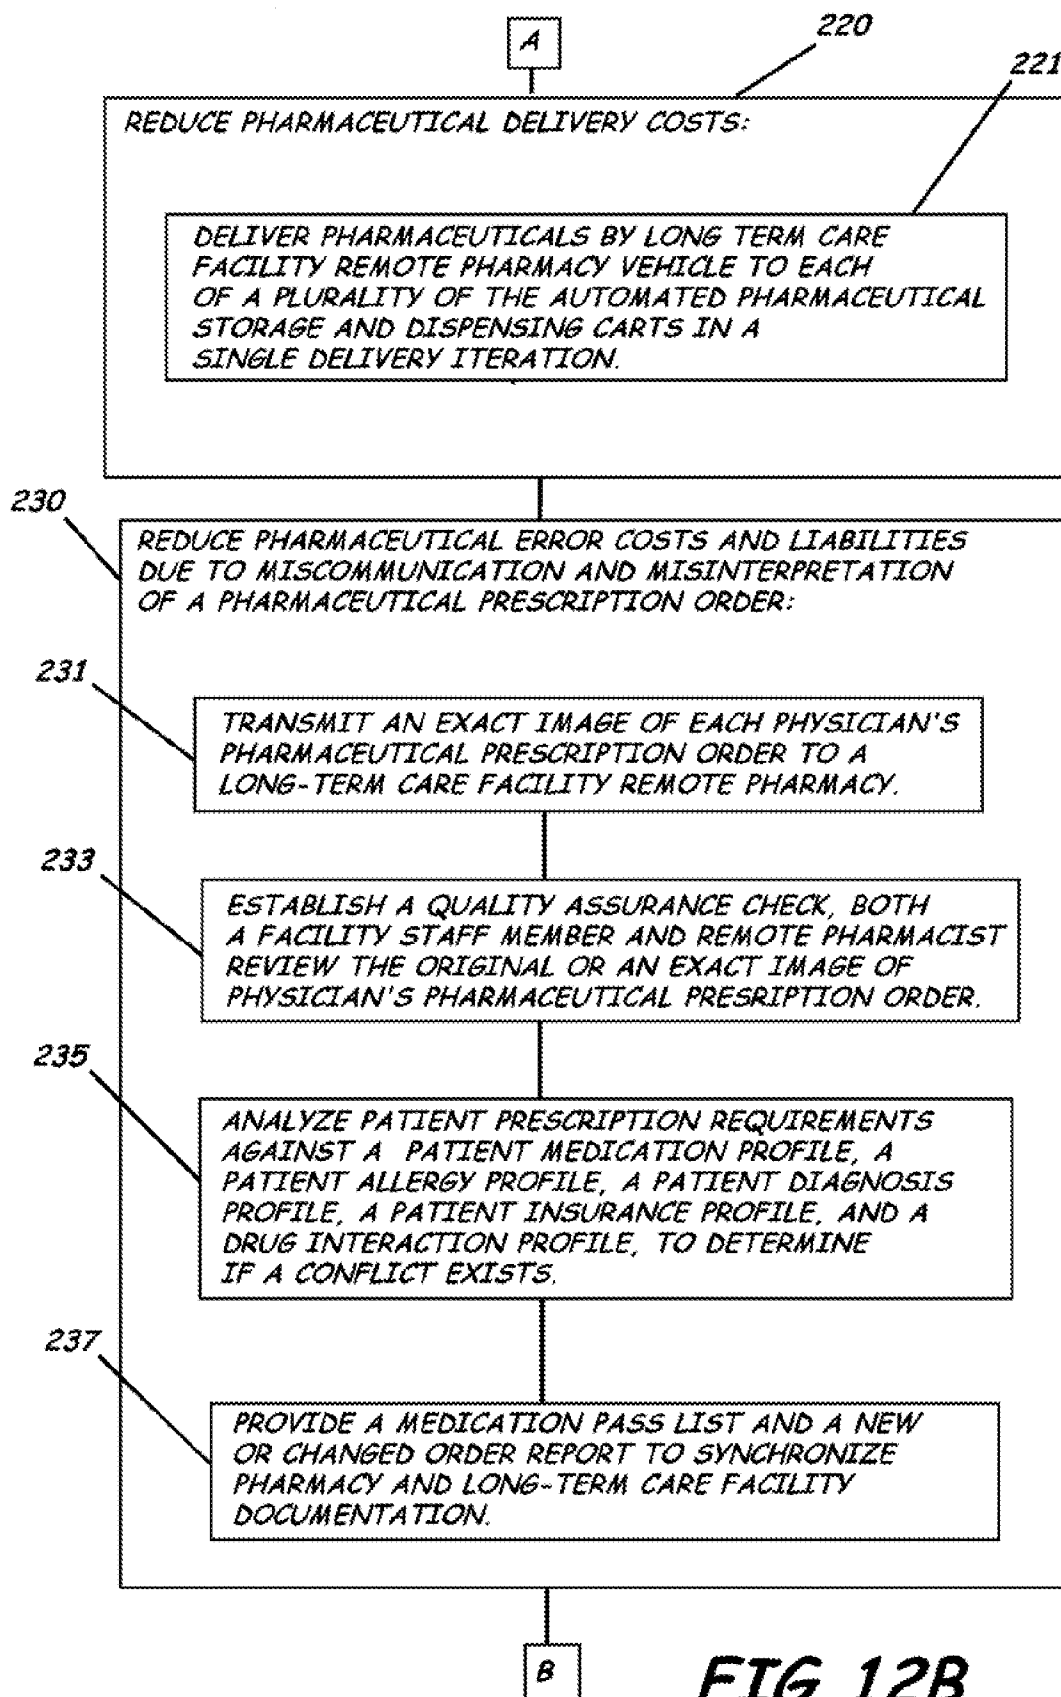 A
220
221
REDUCE PHARMACEUTICAL DELIVERY COSTS:
DELIVER PHARMACEUTICALS BY LONG TERM CARE
FACILITY REMOTE PHARMACY VEHICLE TO EACH
OF A PLURALITY OF THE AUTOMATED PHARMACEUTICAL
STORAGE AND DISPENSING CARTS IN A
SINGLE DELIVERY ITERATION.
230
REDUCE PHARMACEUTICAL ERROR COSTS AND LIABILITIES
DUE TO MISCOMMUNICATION AND MISINTERPRETATION
OF A PHARMACEUTICAL PRESCRIPTION ORDER:
231
TRANSMIT AN EXACT IMAGE OF EACH PHYSICIAN'S
PHARMACEUTICAL PRESCRIPTION ORDER TO A
LONG-TERM CARE FACILITY REMOTE PHARMACY.
233
ESTABLISH A QUALITY ASSURANCE CHECK, BOTH
A FACILITY STAFF MEMBER AND REMOTE PHARMACIST
REVIEW THE ORIGINAL OR AN EXACT IMAGE OF
PHYSICIAN'S PHARMACEUTICAL PRESRIPTION ORDER.
235
ANALYZE PATIENT PRESCRIPTION REQUIREMENTS
AGAINST A PATIENT MEDICATION PROFILE, A
PATIENT ALLERGY PROFILE, A PATIENT DIAGNOSIS
PROFILE, A PATIENT INSURANCE PROFILE, AND A
DRUG INTERACTION PROFILE, TO DETERMINE
IF A CONFLICT EXISTS.
237
PROVIDE A MEDICATION PASS LIST AND A NEW
OR CHANGED ORDER REPORT TO SYNCHRONIZE
PHARMACY AND LONG-TERM CARE FACILITY
DOCUMENTATION.
B
FIG 12B